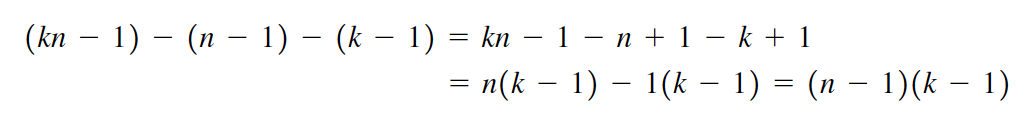 (kn − 1) − (n − 1) − (k − 1) = kn − 1 − n + 1 − k + 1
= n(k − 1) − 1(k − 1) = (n − 1)(k − 1)